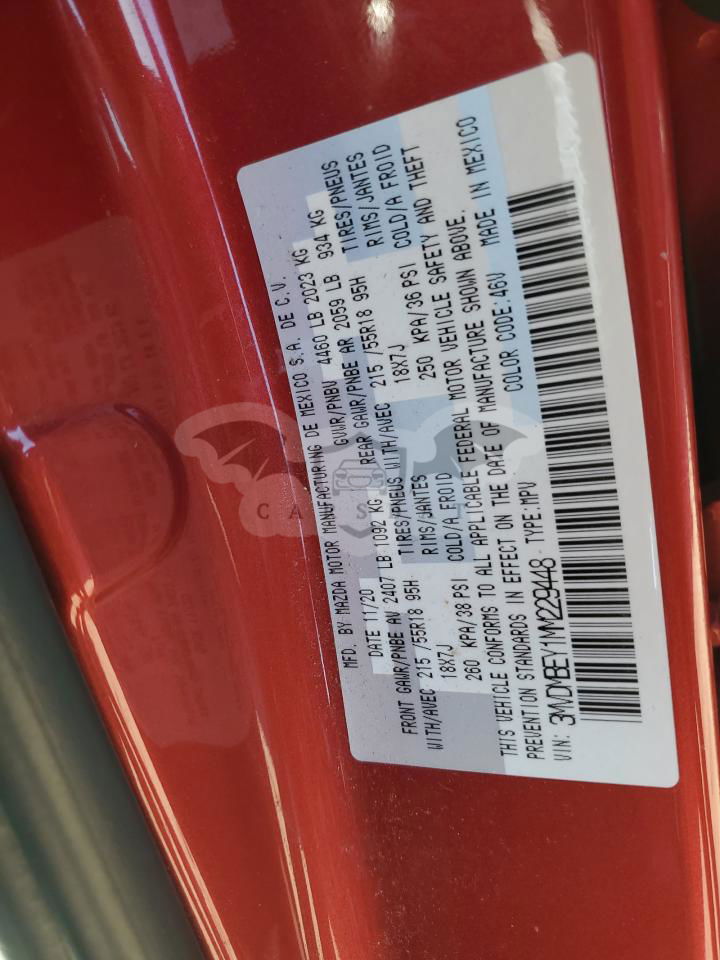 MFD. BY MAZDA MOTOR MANUFACTURING DE MEXICO S.A. DE C.V.
DATE 11/20 GVWR/PNBV 4460 LB 2023 KG
FRONT GAWR/PNBE AV 2407 LB 1092 KG REAR GAWR/PNBE AR 2059 LB 934 KG
WITH/AVEC 215 /55R18 95H TIRES/PNEUS WITH/AVEC 215 /55R18 95H TIRES/PNEUS
18X7J RIMS/JANTES 18X7J RIMS/JANTES
260 KPA/38 PSI COLD/A FROID 250 KPA/36 PSI COLD/A FROID
THIS VEHICLE CONFORMS TO ALL APPLICABLE FEDERAL MOTOR VEHICLE SAFETY AND THEFT
PREVENTION STANDARDS IN EFFECT ON THE DATE OF MANUFACTURE SHOWN ABOVE.
VIN: 3MVDMBEY1MM229448 TYPE:MPV COLOR CODE:46V MADE IN MEXICO